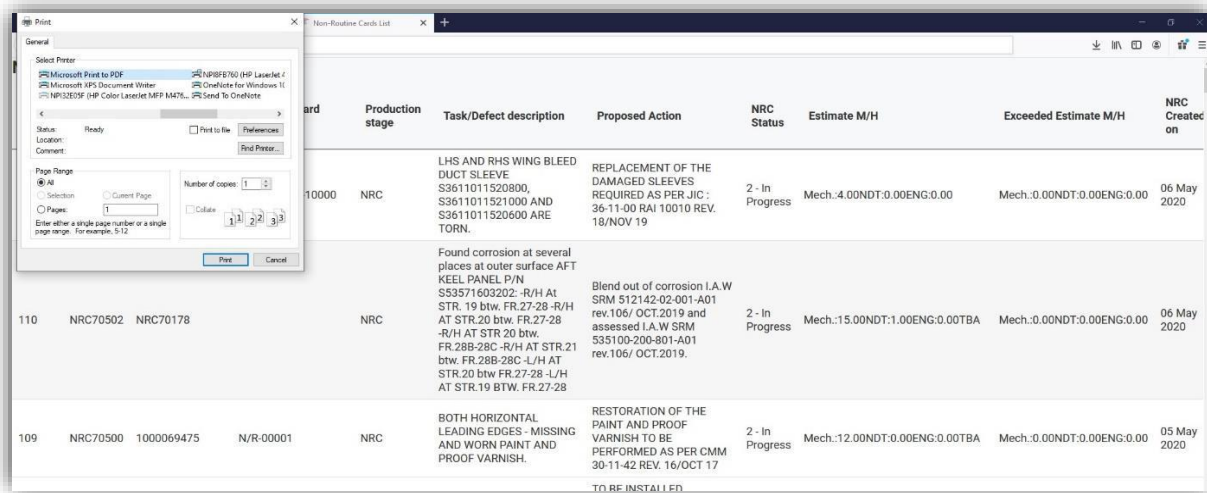 Print
General
Select Printer
Microsoft Print to PDF
Microsoft XPS Document Writer
NPI32E05F (HP Color LaserJet MFP M476...
NPI8FB760 (HP LaserJet
OneNote for Windows 10
Send To OneNote
Status: Ready
Location:
Comment:
Print to file
Preferences
Find Printer...
Page Range
All
Selection Current Page
Pages: 1
Enter either a single page number or a single
page range. For example, 5-12
Number of copies: 1
Collate
1 1 2 2 3 3
Print Cancel
Non-Routine Cards List
ard
Production
stage
Task/Defect description
Proposed Action
NRC
Status
Estimate M/H
Exceeded Estimate M/H
NRC
Created
on
10000
NRC
LHS AND RHS WING BLEED
DUCT SLEEVE
S3611011520800,
S3611011521000 AND
S3611011520600 ARE
TORN.
REPLACEMENT OF THE
DAMAGED SLEEVES
REQUIRED AS PER JIC :
36-11-00 RAI 10010 REV.
18/NOV 19
2 - In
Progress
Mech.:4.00NDT:0.00ENG:0.00
Mech.:0.00NDT:0.00ENG:0.00
06 May
2020
110
NRC70502
NRC70178
NRC
Found corrosion at several
places at outer surface AFT
KEEL PANEL P/N
S53571603202: -R/H At
STR. 19 btw. FR.27-28 -R/H
AT STR.20 btw. FR.27-28
-R/H AT STR 20 btw.
FR.28B-28C -R/H AT STR.21
btw. FR.28B-28C -L/H AT
STR.20 btw FR.27-28 -L/H
AT STR.19 BTW. FR.27-28
Blend out of corrosion I.A.W
SRM 512142-02-001-A01
rev.106/ OCT.2019 and
assessed I.A.W SRM
535100-200-801-A01
rev.106/ OCT.2019.
2 - In
Progress
Mech.:15.00NDT:1.00ENG:0.00TBA
Mech.:0.00NDT:0.00ENG:0.00
06 May
2020
109
NRC70500
1000069475
N/R-00001
NRC
BOTH HORIZONTAL
LEADING EDGES - MISSING
AND WORN PAINT AND
PROOF VARNISH.
RESTORATION OF THE
PAINT AND PROOF
VARNISH TO BE
PERFORMED AS PER CMM
30-11-42 REV. 16/OCT 17
2 - In
Progress
Mech.:12.00NDT:0.00ENG:0.00TBA
Mech.:0.00NDT:0.00ENG:0.00
05 May
2020
TO BE INSTALLED